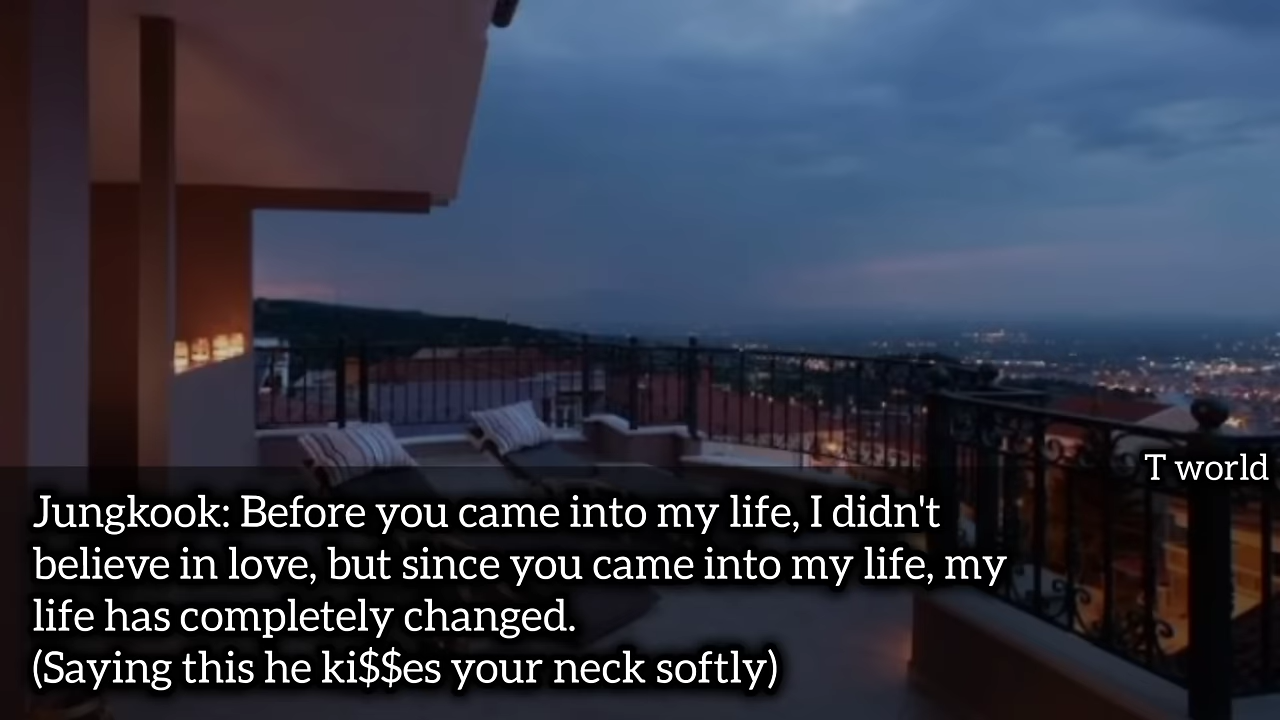 T world
Jungkook: Before you came into my life, I didn't
believe in love, but since you came into my life, my
life has completely changed.
(Saying this he ki$$es your neck softly)